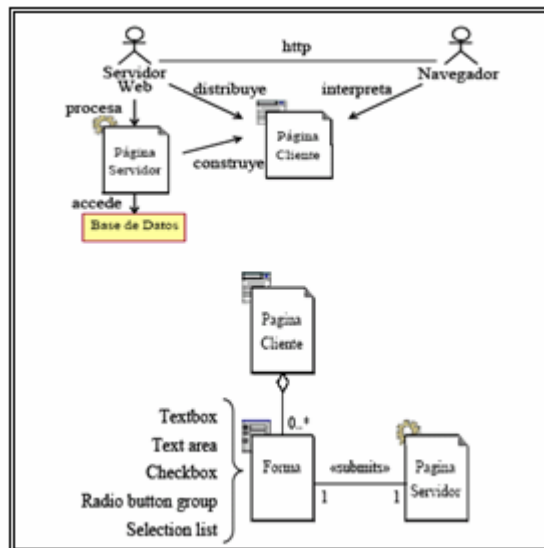 http
Servidor
Web
Navegador
distribuye
interpreta
procesa
Página
Servidor
construye
Página
Cliente
accede
Base de Datos
Pagina
Cliente
0..*
Textbox
Text area
Checkbox
Radio button group
Selection list
Forma
«submits»
1
1
Pagina
Servidor